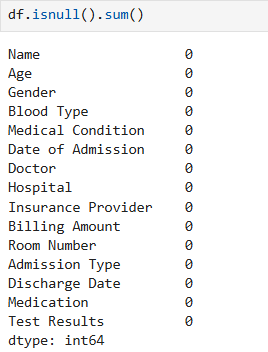 df.isnull().sum()
Name 0
Age 0
Gender 0
Blood Type 0
Medical Condition 0
Date of Admission 0
Doctor 0
Hospital 0
Insurance Provider 0
Billing Amount 0
Room Number 0
Admission Type 0
Discharge Date 0
Medication 0
Test Results 0
dtype: int64